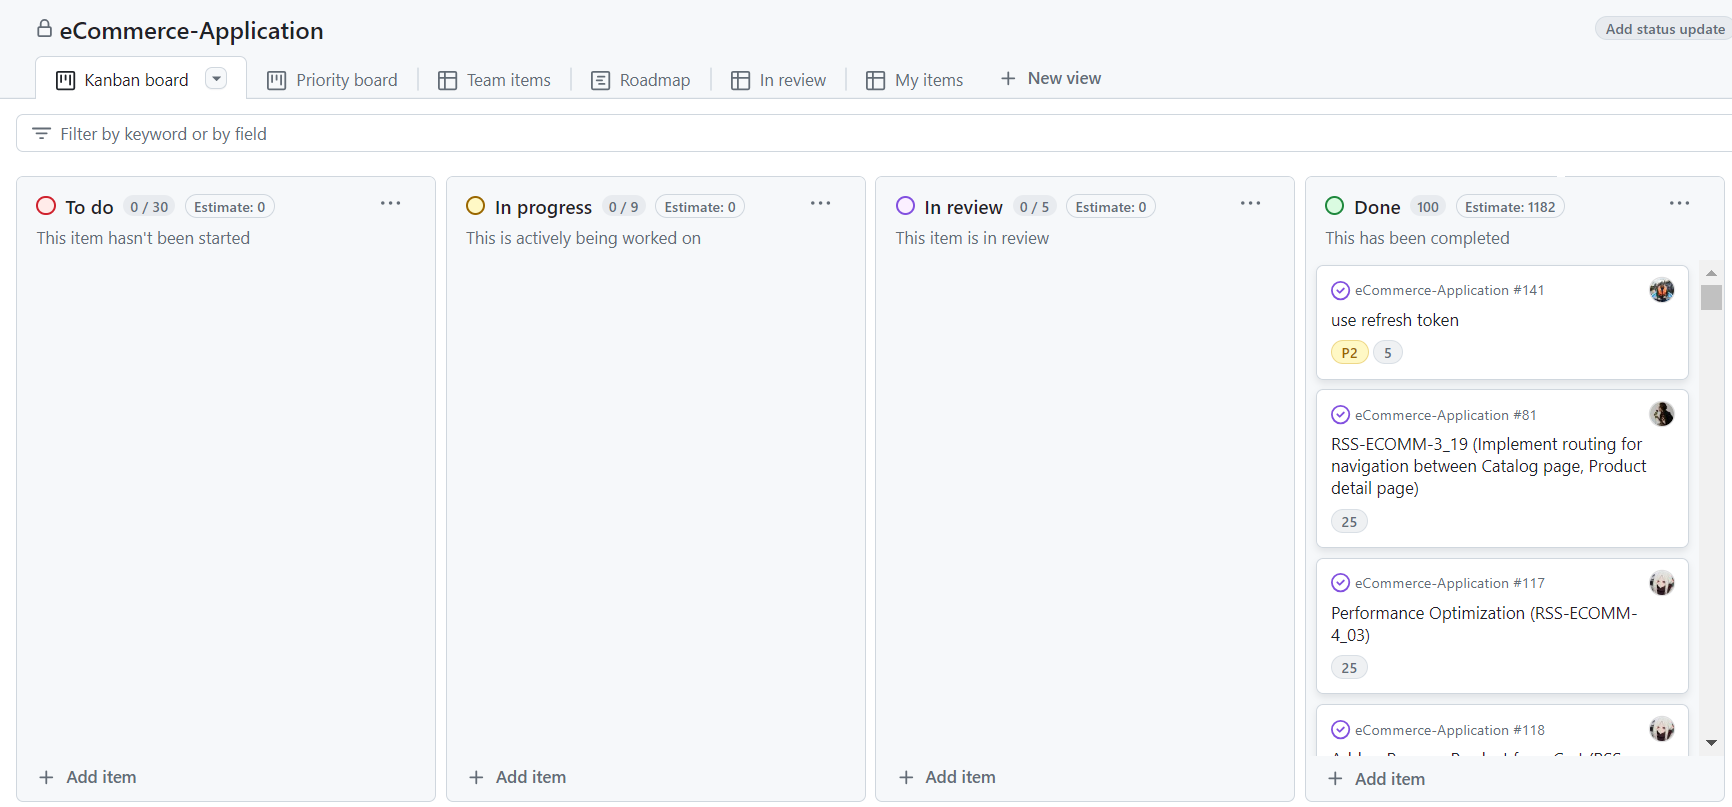 eCommerce-Application
Add status update
Kanban board
Priority board
Team items
Roadmap
In review
My items
New view
Filter by keyword or by field
To do 0 / 30 Estimate: 0
This item hasn't been started
Add item
In progress 0 / 9 Estimate: 0
This is actively being worked on
Add item
In review 0 / 5 Estimate: 0
This item is in review
Add item
Done 100 Estimate: 1182
This has been completed
eCommerce-Application #141
use refresh token
P2 5
eCommerce-Application #81
RSS-ECOMM-3_19 (Implement routing for
navigation between Catalog page, Product
detail page)
25
eCommerce-Application #117
Performance Optimization (RSS-ECOMM-
4_03)
25
eCommerce-Application #118
Add item